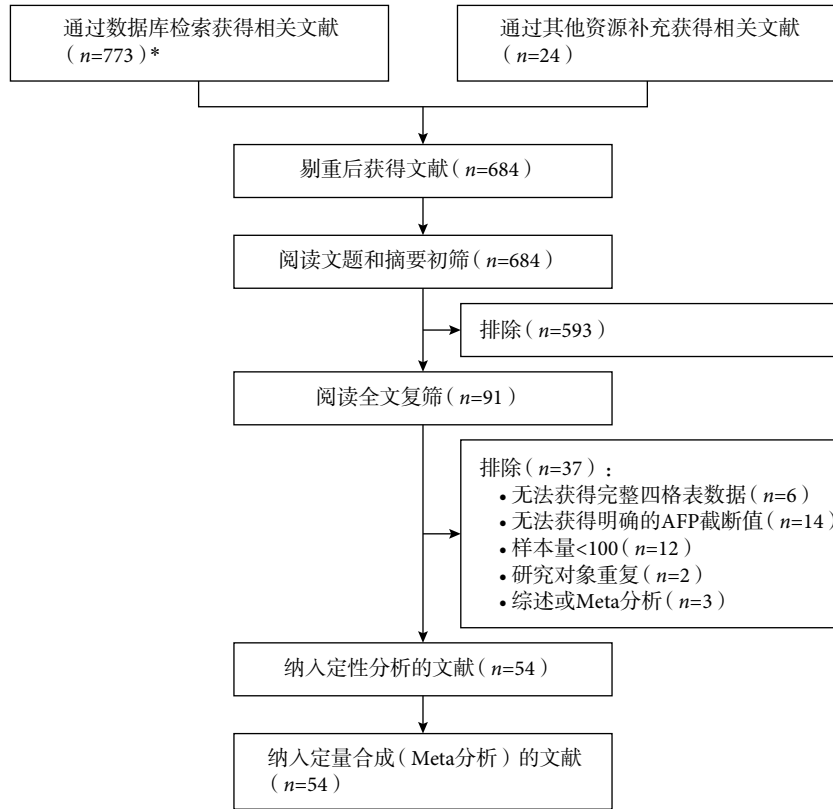 通过数据库检索获得相关文献
（n=773）*
通过其他资源补充获得相关文献
（n=24）
剔重后获得文献（n=684）
阅读文题和摘要初筛（n=684）
排除（n=593）
阅读全文复筛（n=91）
排除（n=37）：
• 无法获得完整四格表数据（n=6）
• 无法获得明确的AFP截断值（n=14）
• 样本量<100（n=12）
• 研究对象重复（n=2）
• 综述或Meta分析（n=3）
纳入定性分析的文献（n=54）
纳入定量合成（Meta分析）的文献
（n=54）